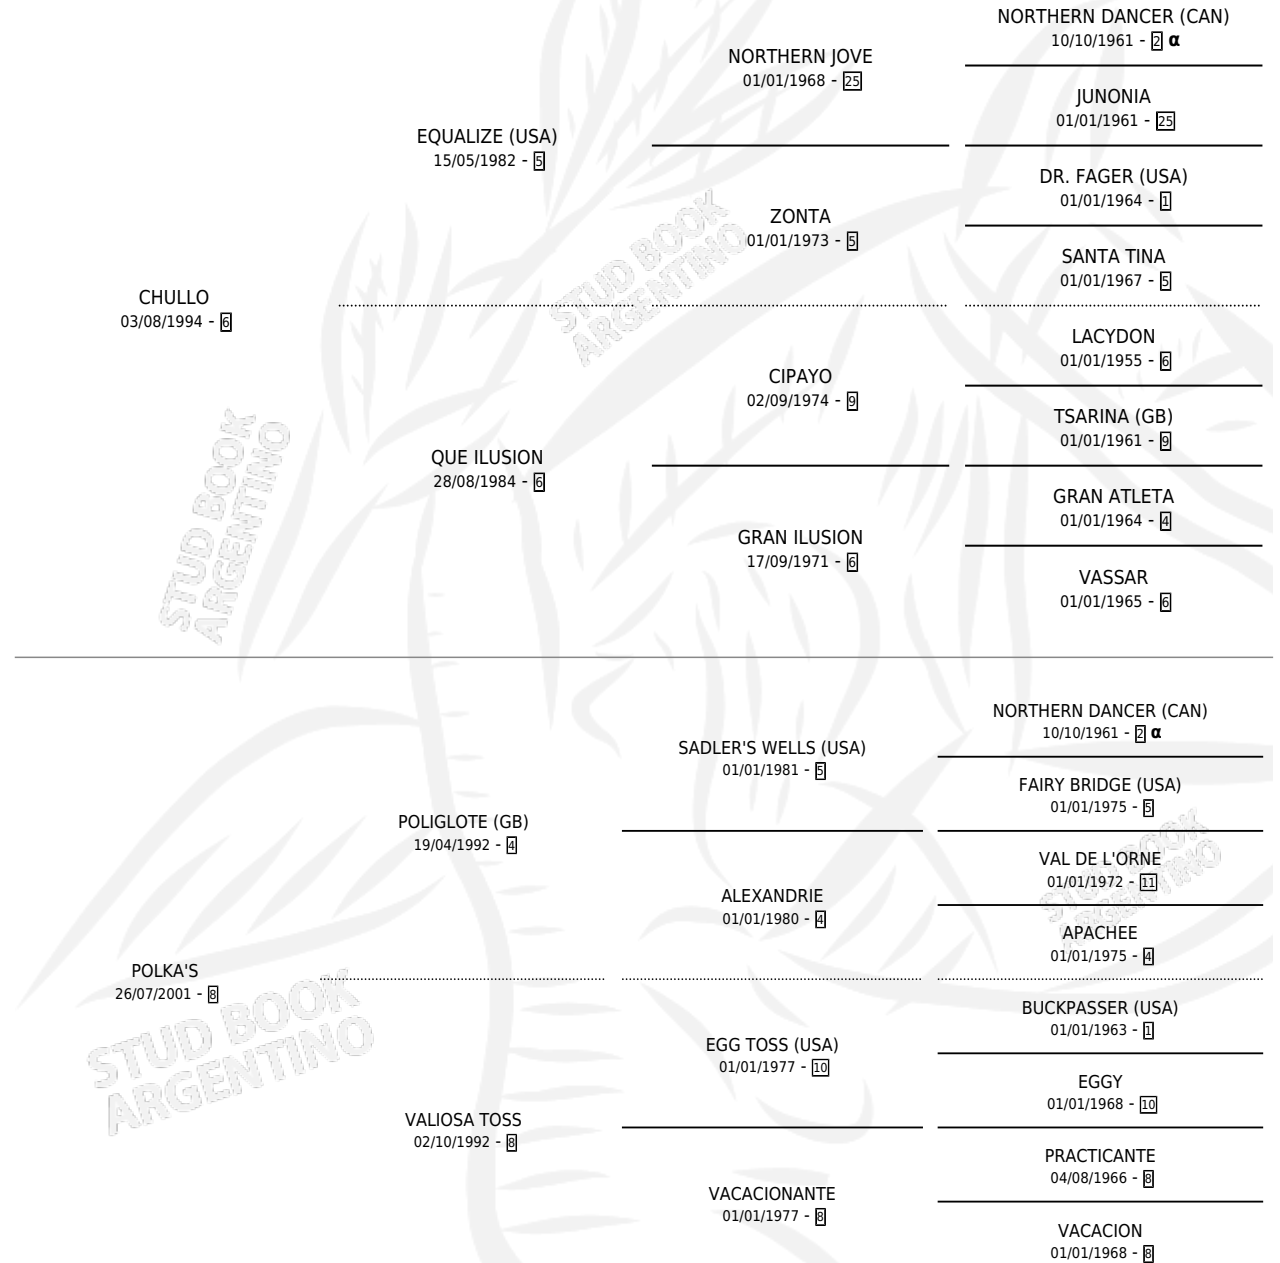 NORTHERN DANCER (CAN)
10/10/1961 - 2 α
NORTHERN JOVE
01/01/1968 - 25
JUNONIA
01/01/1961 - 25
EQUALIZE (USA)
15/05/1982 - 5
DR. FAGER (USA)
01/01/1964 - 1
ZONTA
01/01/1973 - 5
SANTA TINA
01/01/1967 - 5
STUD BOOK
ARGENTINO
CHULLO
03/08/1994 - 6
LACYDON
01/01/1955 - 6
CIPAYO
02/09/1974 - 9
TSARINA (GB)
01/01/1961 - 9
STUD BOOK
ARGENTINO
QUE ILUSION
28/08/1984 - 6
GRAN ATLETA
01/01/1964 - 4
GRAN ILUSION
17/09/1971 - 6
VASSAR
01/01/1965 - 6
NORTHERN DANCER (CAN)
10/10/1961 - 2 α
SADLER'S WELLS (USA)
01/01/1981 - 5
FAIRY BRIDGE (USA)
01/01/1975 - 5
POLIGLOTE (GB)
19/04/1992 - 4
VAL DE L'ORNE
01/01/1972 - 11
STUD BOOK
ARGENTINO
ALEXANDRIE
01/01/1980 - 4
APACHEE
01/01/1975 - 4
POLKA'S
26/07/2001 - 8
STUD BOOK
ARGENTINO
BUCKPASSER (USA)
01/01/1963 - 1
EGG TOSS (USA)
01/01/1977 - 10
EGGY
01/01/1968 - 10
VALIOSA TOSS
02/10/1992 - 8
PRACTICANTE
04/08/1966 - 8
VACACIONANTE
01/01/1977 - 8
VACACION
01/01/1968 - 8